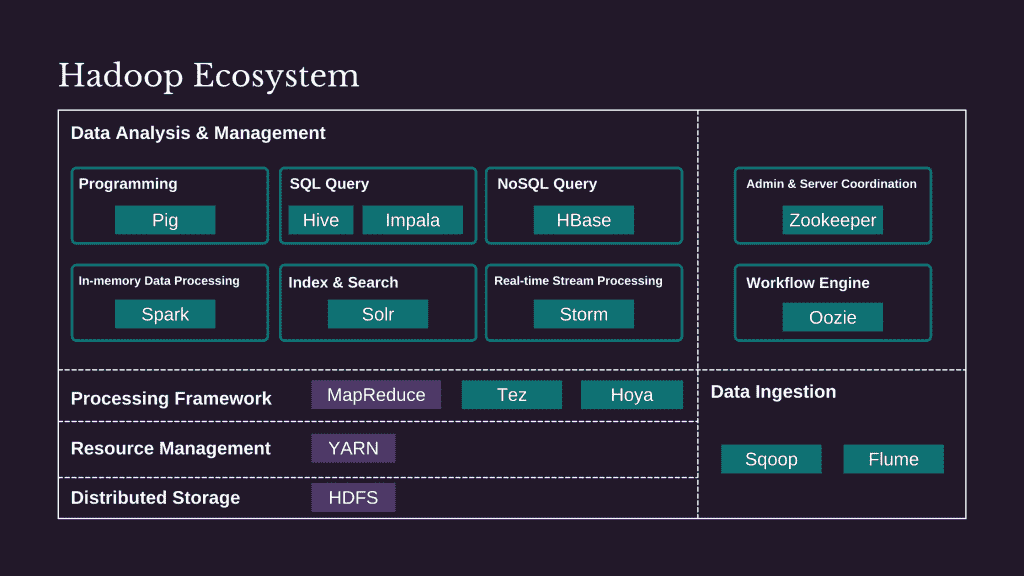 Hadoop Ecosystem
Data Analysis & Management
Programming
Pig
SQL Query
Hive Impala
NoSQL Query
HBase
Admin & Server Coordination
Zookeeper
In-memory Data Processing
Spark
Index & Search
Solr
Real-time Stream Processing
Storm
Workflow Engine
Oozie
Processing Framework
MapReduce Tez Hoya
Resource Management
YARN
Distributed Storage
HDFS
Data Ingestion
Sqoop Flume